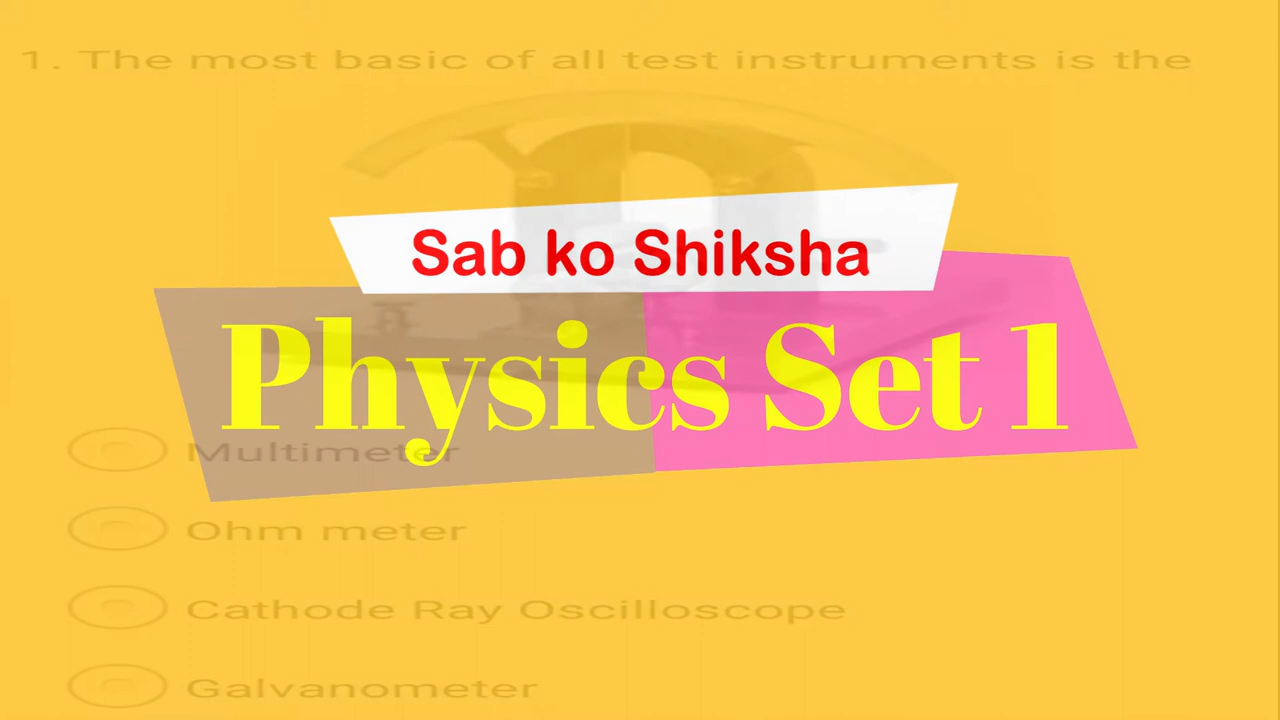 1. The most basic of all test instruments is the
Sab ko Shiksha
Physics Set 1
Multimeter
Ohm meter
Cathode Ray Oscilloscope
Galvanometer